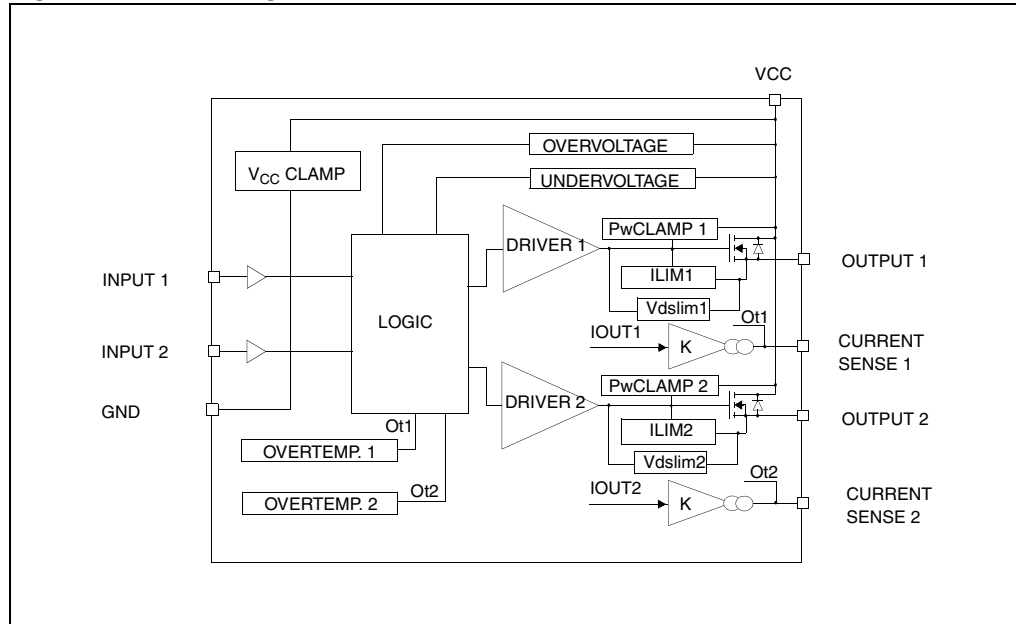 VCC
OVERVOLTAGE
VCC CLAMP
UNDERVOLTAGE
PwCLAMP 1
DRIVER 1
OUTPUT 1
INPUT 1
ILIM1
LOGIC
Vdslim1
Ot1
IOUT1
K
CURRENT
SENSE 1
INPUT 2
PwCLAMP 2
DRIVER 2
GND
OUTPUT 2
ILIM2
Ot1
OVERTEMP. 1
Vdslim2
Ot2
Ot2
IOUT2
OVERTEMP. 2
K
CURRENT
SENSE 2